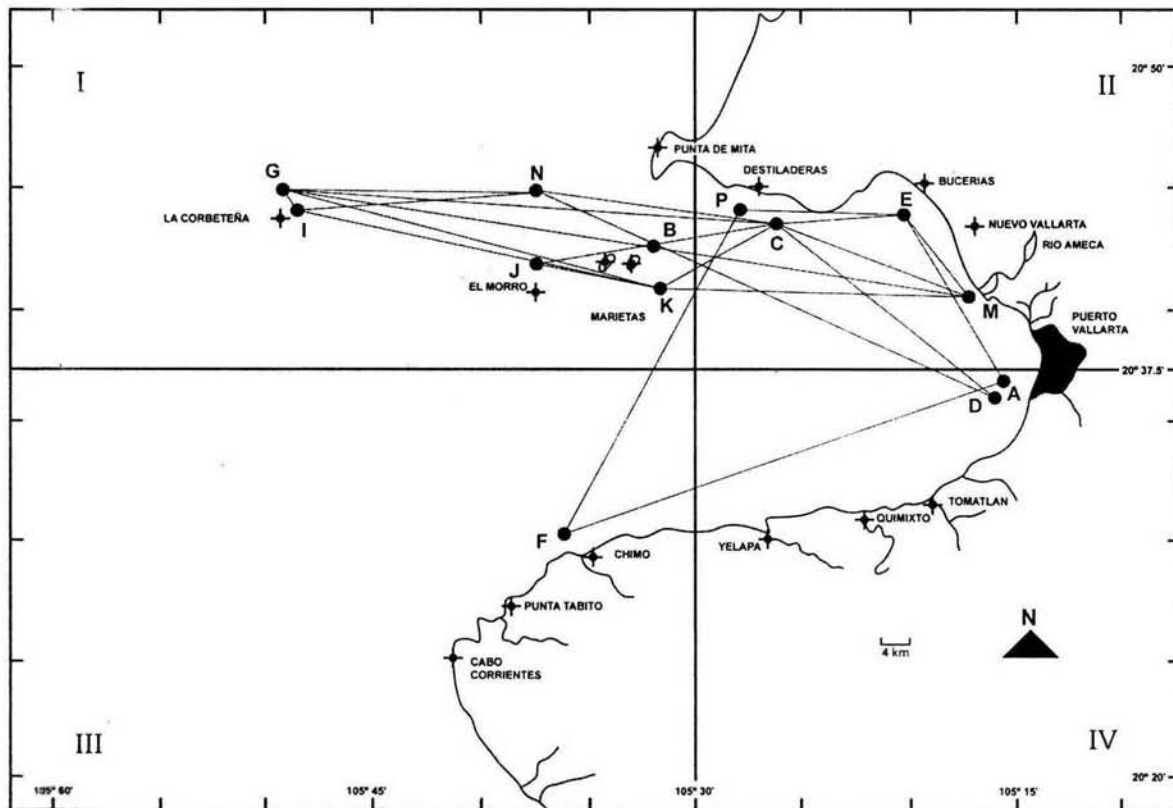 I
II
20° 50'
PUNTA DE MITA
DESTILADERAS
BUCERIAS
G
N
P
E
LA CORBETEÑA
I
C
NUEVO VALLARTA
B
RIO AMECA
J
EL MORRO
K
M
MARIETAS
PUERTO
VALLARTA
20° 37.5'
A
D
TOMATLAN
QUIMIXTO
F
YELAPA
CHIMO
PUNTA TABITO
N
4 km
CABO
CORRIENTES
III
IV
20° 20'
105° 60'
105° 45'
105° 30'
105° 15'